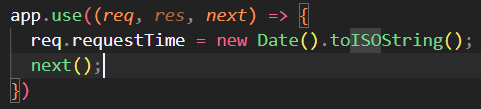 app.use((req, res, next) => {
  req.requestTime = new Date().toISOString();
  next();
})